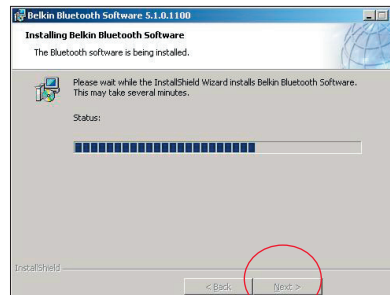 Belkin Bluetooth Software 5.1.0.1100
Installing Belkin Bluetooth Software
The Bluetooth software is being installed.
Please wait while the InstallShield Wizard installs Belkin Bluetooth Software.
This may take several minutes.
Status:
InstallShield
< Back
Next >